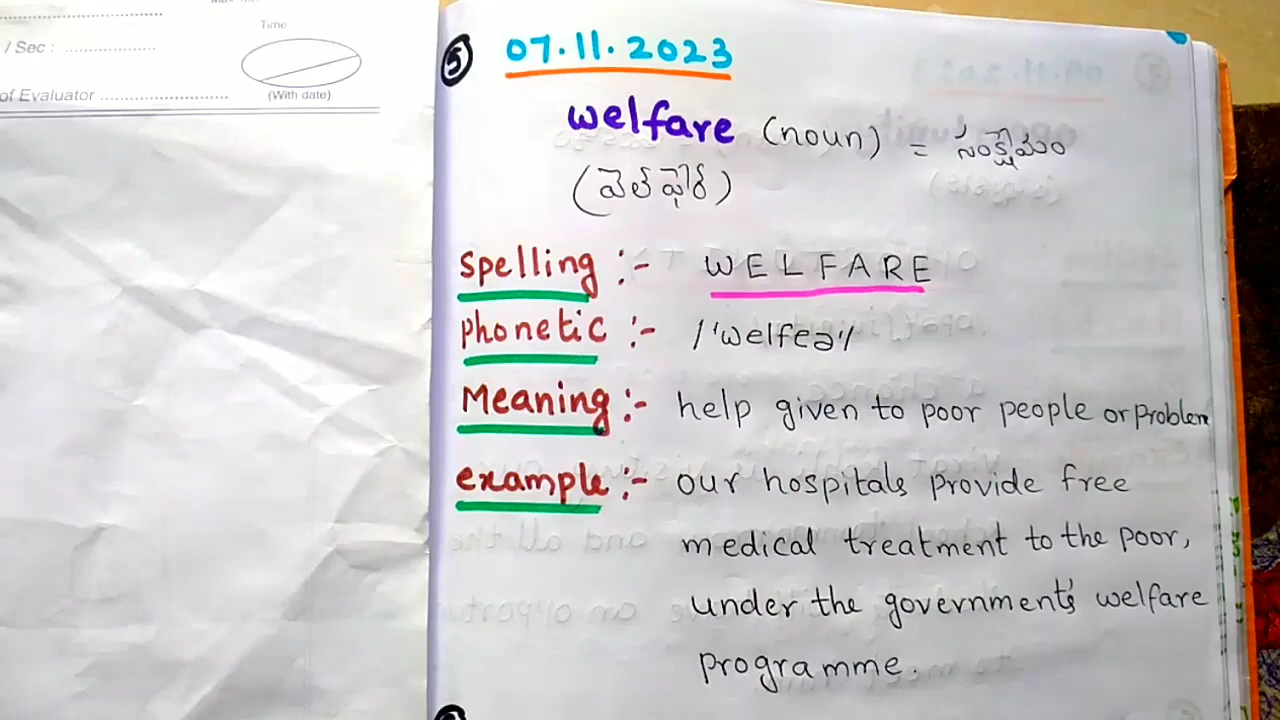 Time
/ Sec : ....................
(With date)
of Evaluator ............................
5 07.11.2023
welfare (noun) = సంక్షేమం
(వెల్ ఫేర్)
spelling :- WELFARE
phonetic :- /'welfeə'/
Meaning :- help given to poor people or problem
example :- our hospitals provide free
medical treatment to the poor,
under the government's welfare
programme.